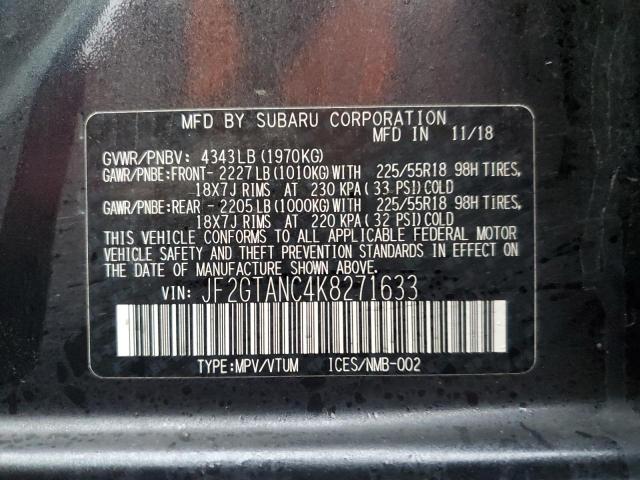 MFD BY SUBARU CORPORATION
MFD IN 11/18
GVWR/PNBV: 4343LB(1970KG)
GAWR/PNBE:FRONT-2227LB(1010KG)WITH 225/55R18 98H TIRES,
18X7J RIMS AT 230 KPA(33 PSI)COLD
GAWR/PNBE:REAR -2205LB(1000KG)WITH 225/55R18 98H TIRES,
18X7J RIMS AT 220 KPA(32 PSI)COLD
THIS VEHICLE CONFORMS TO ALL APPLICABLE FEDERAL MOTOR
VEHICLE SAFETY AND THEFT PREVENTION STANDARDS IN EFFECT ON
THE DATE OF MANUFACTURE SHOWN ABOVE.
VIN: JF2GTANC4K8271633
TYPE:MPV/VTUM ICES/NMB-002